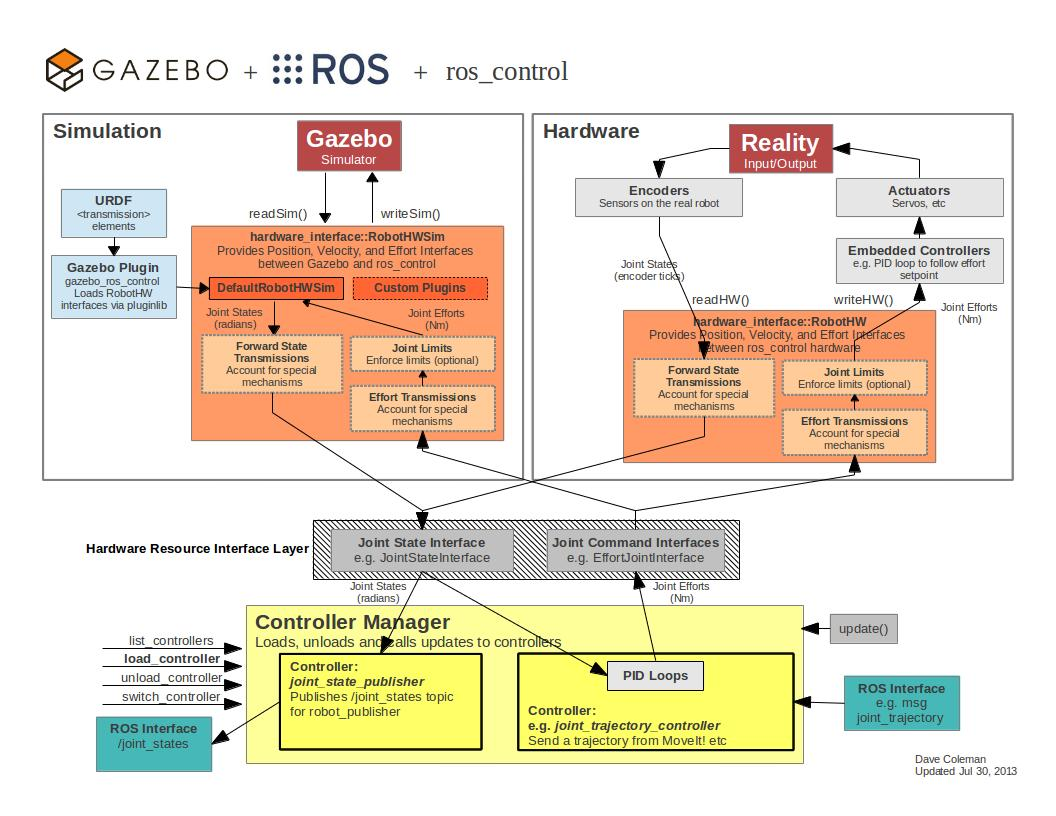 GAZEBO + ROS + ros_control
Simulation
Gazebo
Simulator
URDF
<transmission>
elements
readSim()
writeSim()
Gazebo Plugin
gazebo_ros_control
Loads RobotHW
interfaces via pluginlib
hardware_interface::RobotHWSim
Provides Position, Velocity, and Effort Interfaces
between Gazebo and ros_control
DefaultRobotHWSim
Custom Plugins
Joint States
(radians)
Joint Efforts
(Nm)
Forward State
Transmissions
Account for special
mechanisms
Joint Limits
Enforce limits (optional)
Effort Transmissions
Account for special
mechanisms
Hardware
Reality
Input/Output
Encoders
Sensors on the real robot
Actuators
Servos, etc
Joint States
(encoder ticks)
Embedded Controllers
e.g. PID loop to follow effort
setpoint
readHW()
writeHW()
Joint Efforts
(Nm)
hardware_interface::RobotHW
Provides Position, Velocity, and Effort Interfaces
between ros_control hardware
Forward State
Transmissions
Account for special
mechanisms
Joint Limits
Enforce limits (optional)
Effort Transmissions
Account for special
mechanisms
Hardware Resource Interface Layer
Joint State Interface
e.g. JointStateInterface
Joint Command Interfaces
e.g. EffortJointInterface
Joint States
(radians)
Joint Efforts
(Nm)
Controller Manager
Loads, unloads and calls updates to controllers
update()
list_controllers
load_controller
unload_controller
switch_controller
Controller:
joint_state_publisher
Publishes /joint_states topic
for robot_publisher
PID Loops
Controller:
e.g. joint_trajectory_controller
Send a trajectory from MoveIt! etc
ROS Interface
e.g. msg
joint_trajectory
ROS Interface
/joint_states
Dave Coleman
Updated Jul 30, 2013